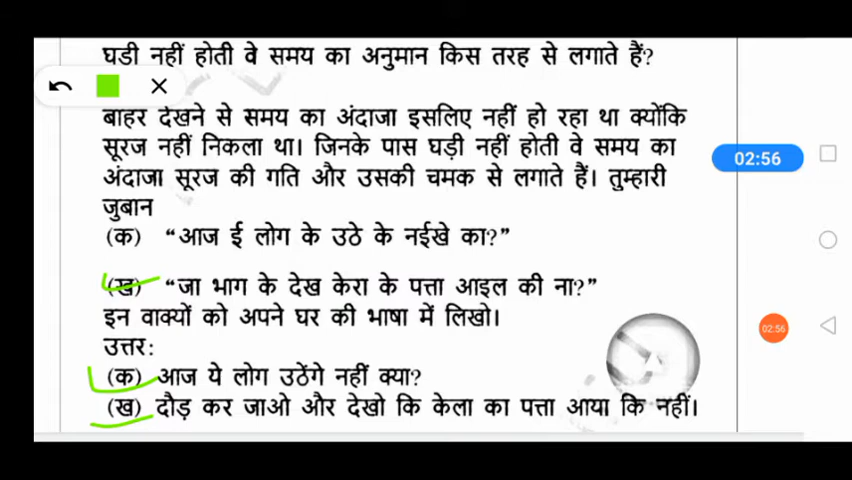 घडी नहीं होती वे समय का अनुमान किस तरह से लगाते हैं?
बाहर देखने से समय का अंदाजा इसलिए नहीं हो रहा था क्योंकि
सूरज नहीं निकला था। जिनके पास घड़ी नहीं होती वे समय का
02:56
अंदाजा सूरज की गति और उसकी चमक से लगाते हैं। तुम्हारी
जुबान
(क) “आज ई लोग के उठे के नईखे का?”
(ख) “जा भाग के देख केरा के पत्ता आइल की ना?”
इन वाक्यों को अपने घर की भाषा में लिखो।
02:56
उत्तर:
(क) आज ये लोग उठेंगे नहीं क्या?
(ख) दौड़ कर जाओ और देखो कि केला का पत्ता आया कि नहीं।